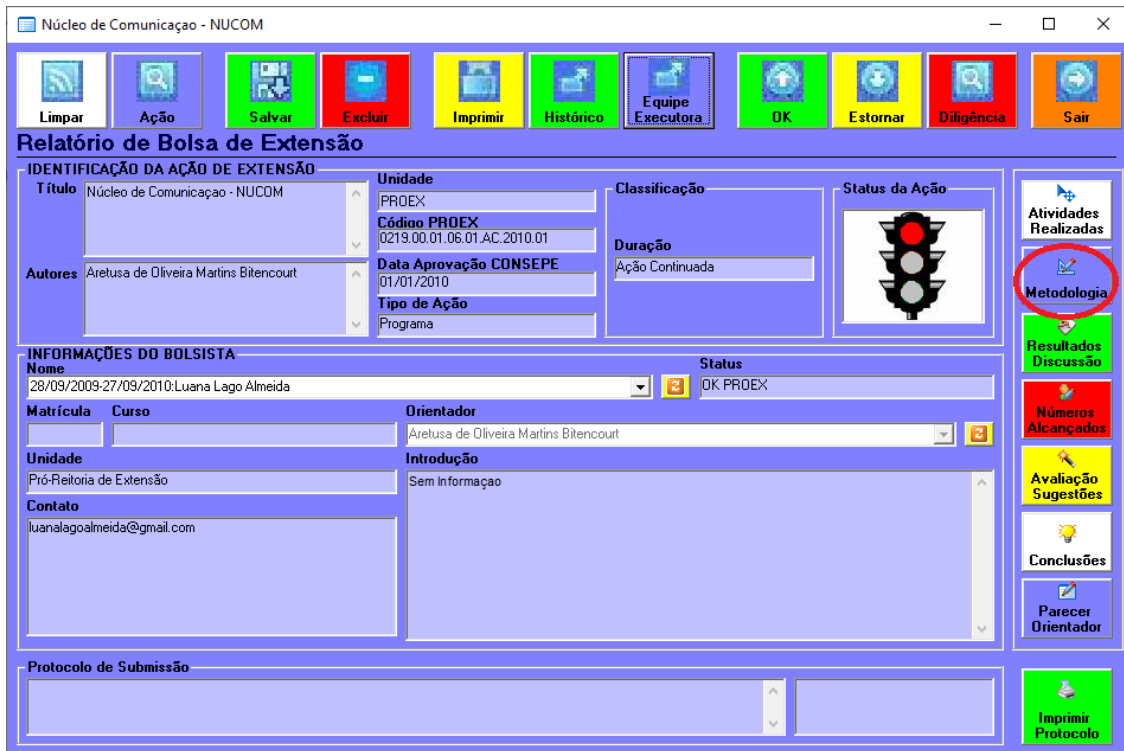 Núcleo de Comunicaçao - NUCOM
Limpar
Ação
Salvar
Excluir
Imprimir
Histórico
Equipe
Executora
OK
Estornar
Diligência
Sair
Relatório de Bolsa de Extensão
IDENTIFICAÇÃO DA AÇÃO DE EXTENSÃO
Título
Núcleo de Comunicaçao - NUCOM
Autores
Aretusa de Oliveira Martins Bitencourt
Unidade
PROEX
Código PROEX
0219.00.01.06.01.AC.2010.01
Data Aprovação CONSEPE
01/01/2010
Tipo de Ação
Programa
Classificação
Duração
Ação Continuada
Status da Ação
INFORMAÇÕES DO BOLSISTA
Nome
28/09/2009-27/09/2010:Luana Lago Almeida
Status
OK PROEX
Matrícula
Curso
Orientador
Aretusa de Oliveira Martins Bitencourt
Unidade
Pró-Reitoria de Extensão
Introdução
Sem Informaçao
Contato
luanalagoalmeida@gmail.com
Protocolo de Submissão
Atividades
Realizadas
Metodologia
Resultados
Discussão
Números
Alcançados
Avaliação
Sugestões
Conclusões
Parecer
Orientador
Imprimir
Protocolo